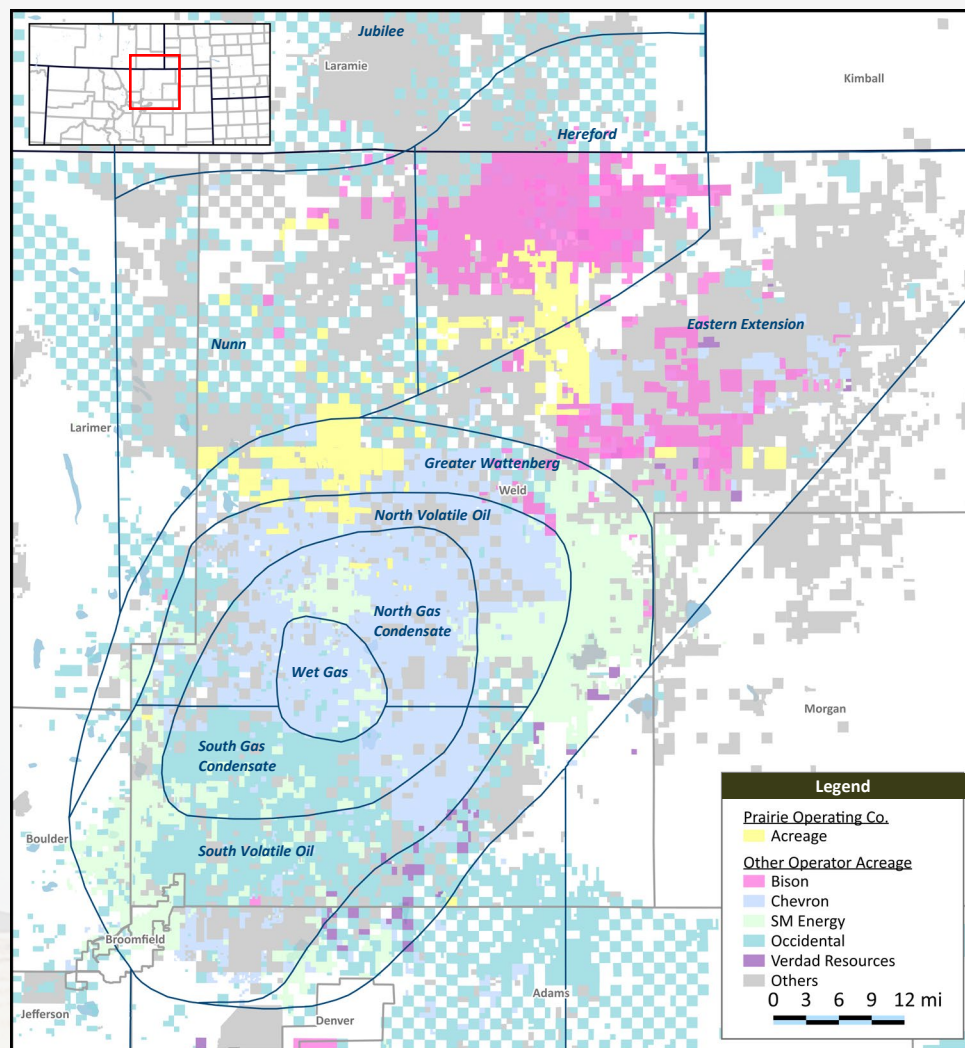 Jubilee
Laramie
Kimball
Hereford
Eastern Extension
Nunn
Larimer
Greater Wattenberg
Weld
North Volatile Oil
North Gas
Condensate
Wet Gas
Morgan
South Gas
Condensate
Boulder
South Volatile Oil
Broomfield
Adams
Jefferson
Denver
Legend
Prairie Operating Co.
Acreage
Other Operator Acreage
Bison
Chevron
SM Energy
Occidental
Verdad Resources
Others
0 3 6 9 12 mi